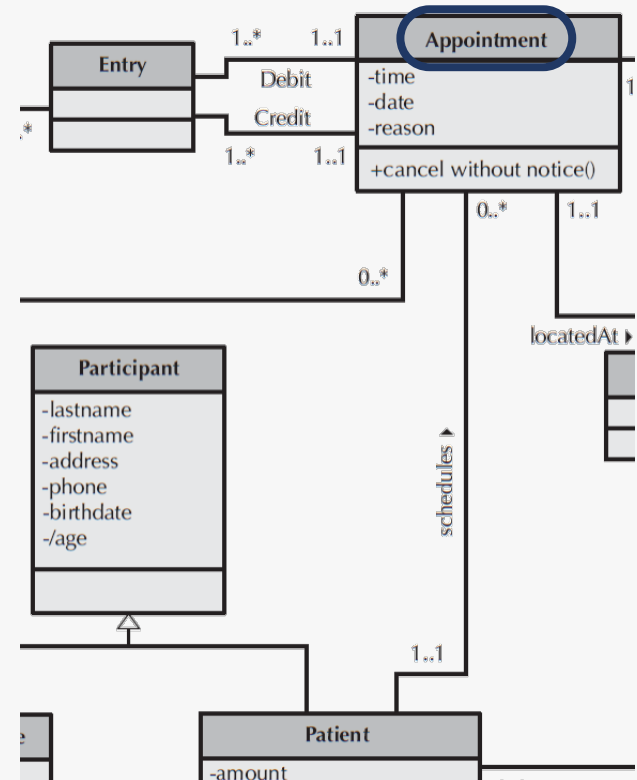 1..* 1..1
Appointment
Entry
Debit
Credit
-time
-date
-reason
1
..*
1..* 1..1
+cancel without notice()
0..*
1..1
0..*
locatedAt
Participant
-lastname
-firstname
-address
-phone
-birthdate
-/age
schedules
1..1
e
Patient
-amount